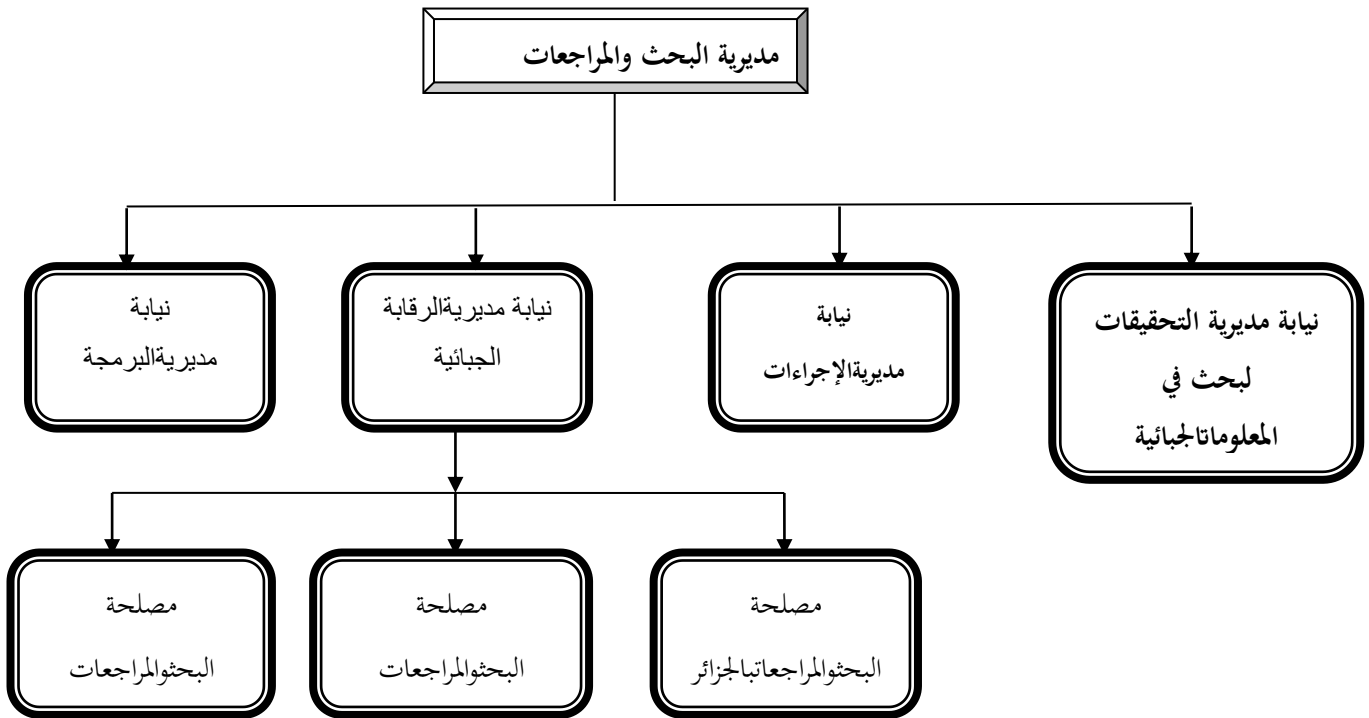 مديرية البحث والمراجعات
نيابة مديرية التحقيقات
لبحث في
المعلوماتالجبائية
نيابة
مديريةالإجراءات
نيابة مديريةالرقابة
الجبائية
نيابة
مديريةالبرمجة
مصلحة
البحثوالمراجعاتبالجزائر
مصلحة
البحثوالمراجعات
مصلحة
البحثوالمراجعات